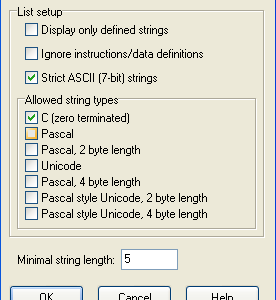 List setup
Display only defined strings
Ignore instructions/data definitions
Strict ASCII (7-bit) strings
Allowed string types
C (zero terminated)
Pascal
Pascal, 2 byte length
Unicode
Pascal, 4 byte length
Pascal style Unicode, 2 byte length
Pascal style Unicode, 4 byte length
Minimal string length: 5
OK Cancel Help